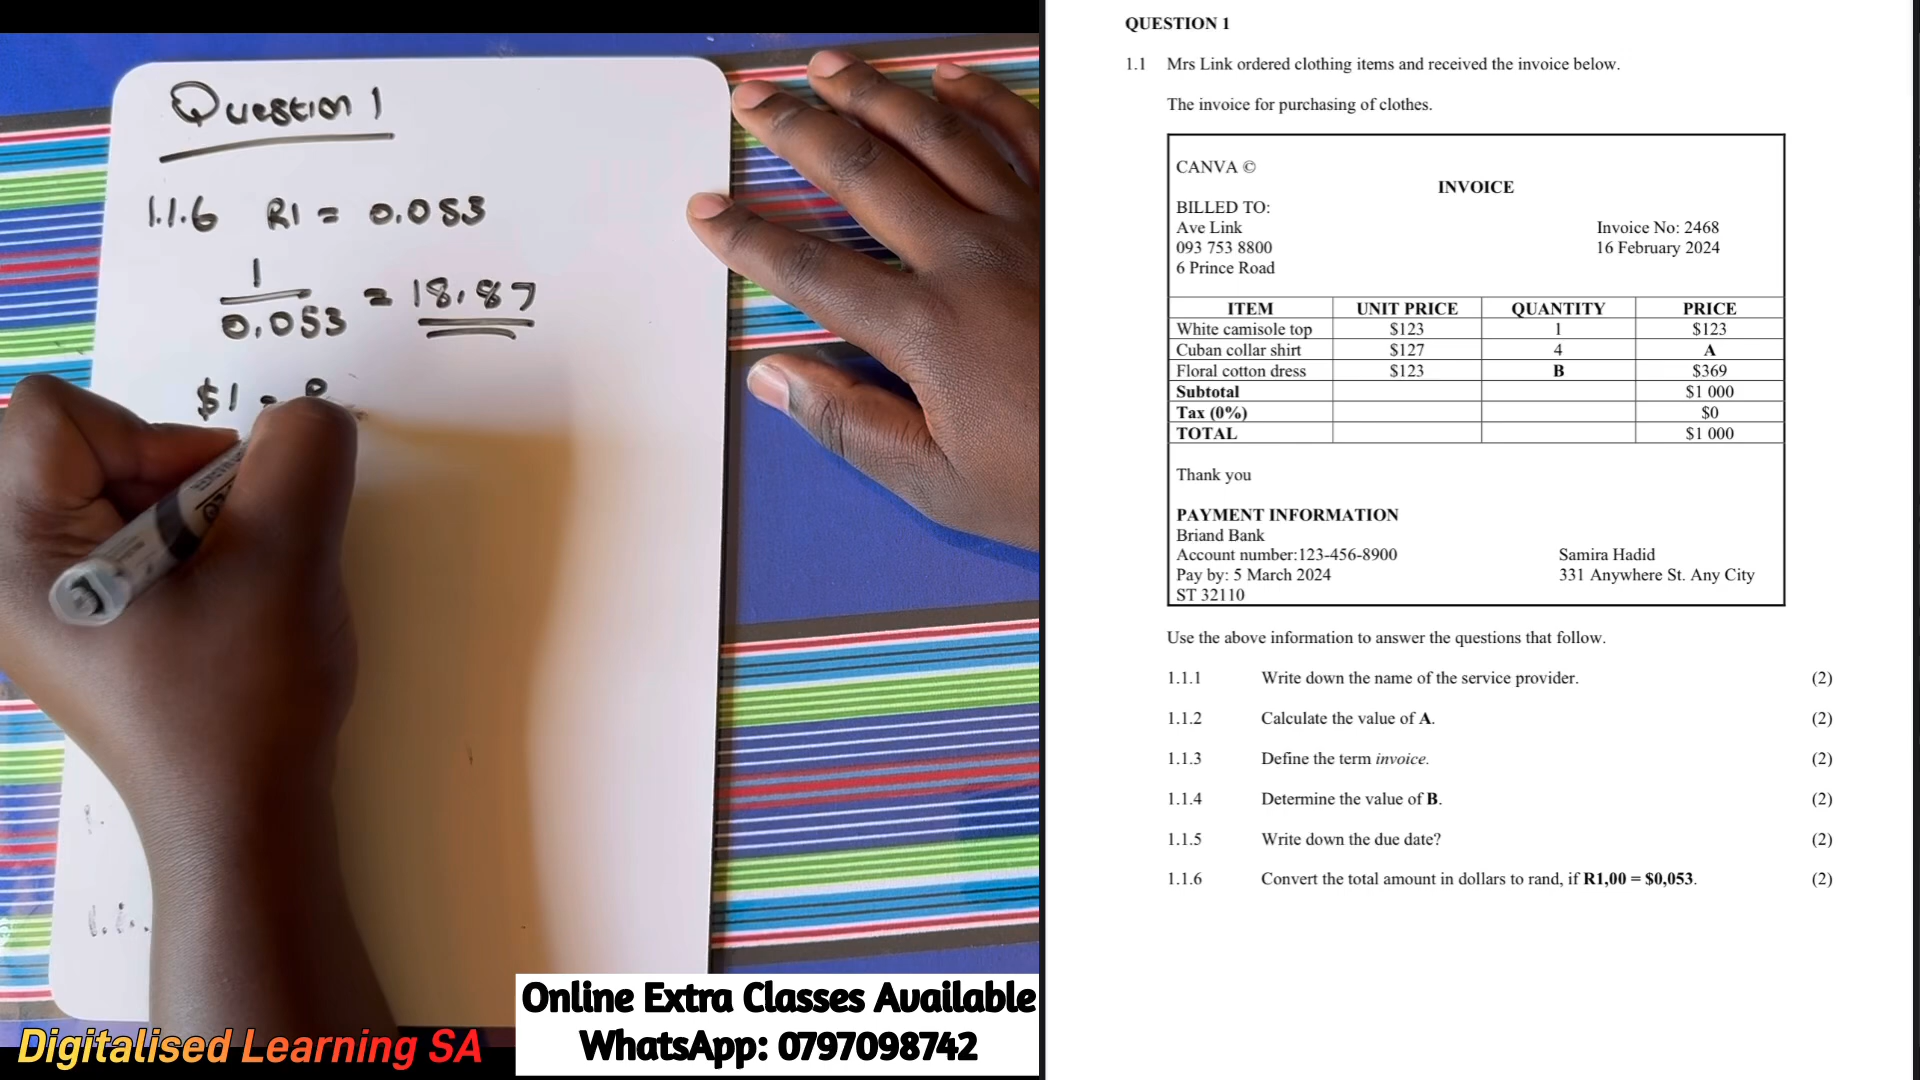 Question 1
1.1.6 R1 = 0.053
1
0.053 = 18.87
$1
Online Extra Classes Available
WhatsApp: 0797098742
Digitalised Learning SA
QUESTION 1
1.1 Mrs Link ordered clothing items and received the invoice below.
The invoice for purchasing of clothes.
CANVA ©
INVOICE
BILLED TO:
Ave Link Invoice No: 2468
093 753 8800 16 February 2024
6 Prince Road
ITEM UNIT PRICE QUANTITY PRICE
White camisole top $123 1 $123
Cuban collar shirt $127 4 A
Floral cotton dress $123 B $369
Subtotal $1 000
Tax (0%) $0
TOTAL $1 000
Thank you
PAYMENT INFORMATION
Briand Bank
Account number:123-456-8900 Samira Hadid
Pay by: 5 March 2024 331 Anywhere St. Any City
ST 32110
Use the above information to answer the questions that follow.
1.1.1 Write down the name of the service provider. (2)
1.1.2 Calculate the value of A. (2)
1.1.3 Define the term invoice. (2)
1.1.4 Determine the value of B. (2)
1.1.5 Write down the due date? (2)
1.1.6 Convert the total amount in dollars to rand, if R1,00 = $0,053. (2)